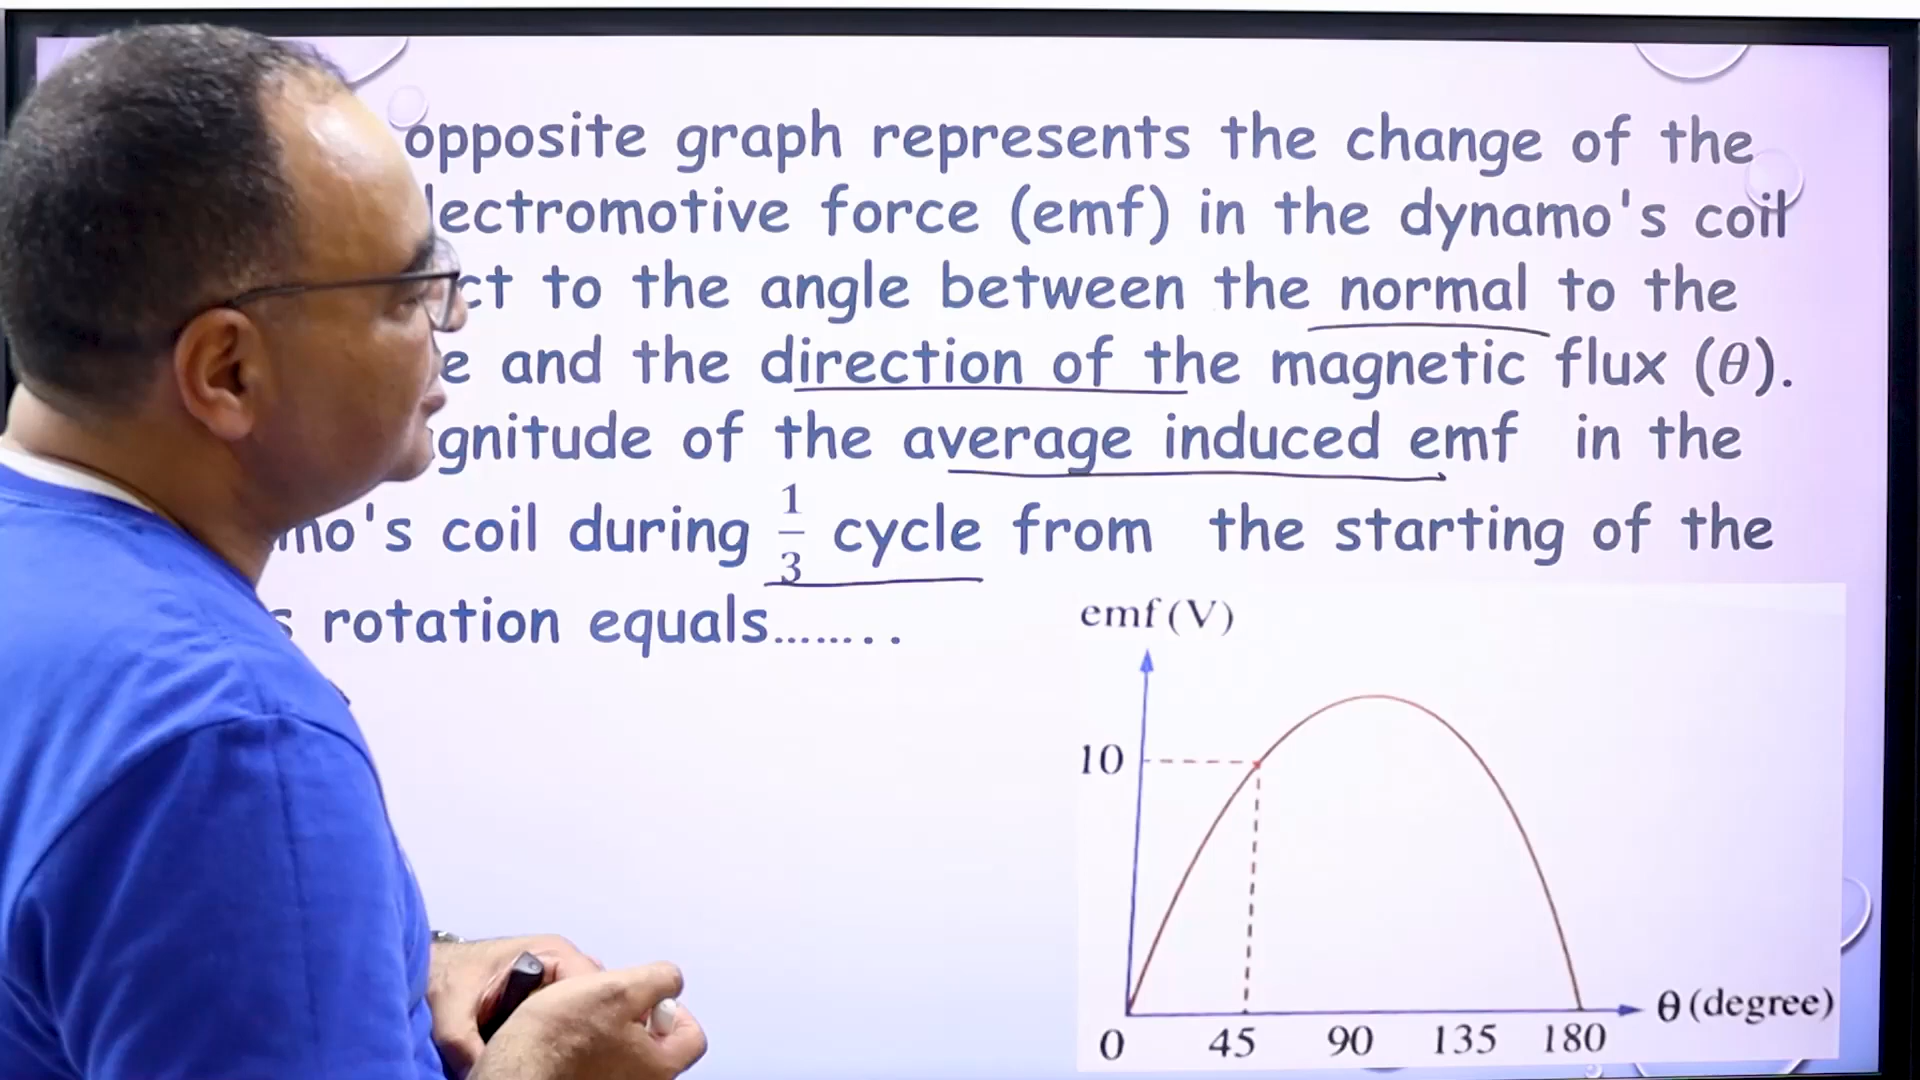 opposite graph represents the change of the
lectromotive force (emf) in the dynamo's coil
ct to the angle between the normal to the
e and the direction of the magnetic flux (θ).
gnitude of the average induced emf in the
mo's coil during 1/3 cycle from the starting of the
s rotation equals........
emf (V)
10
0 45 90 135 180
θ (degree)